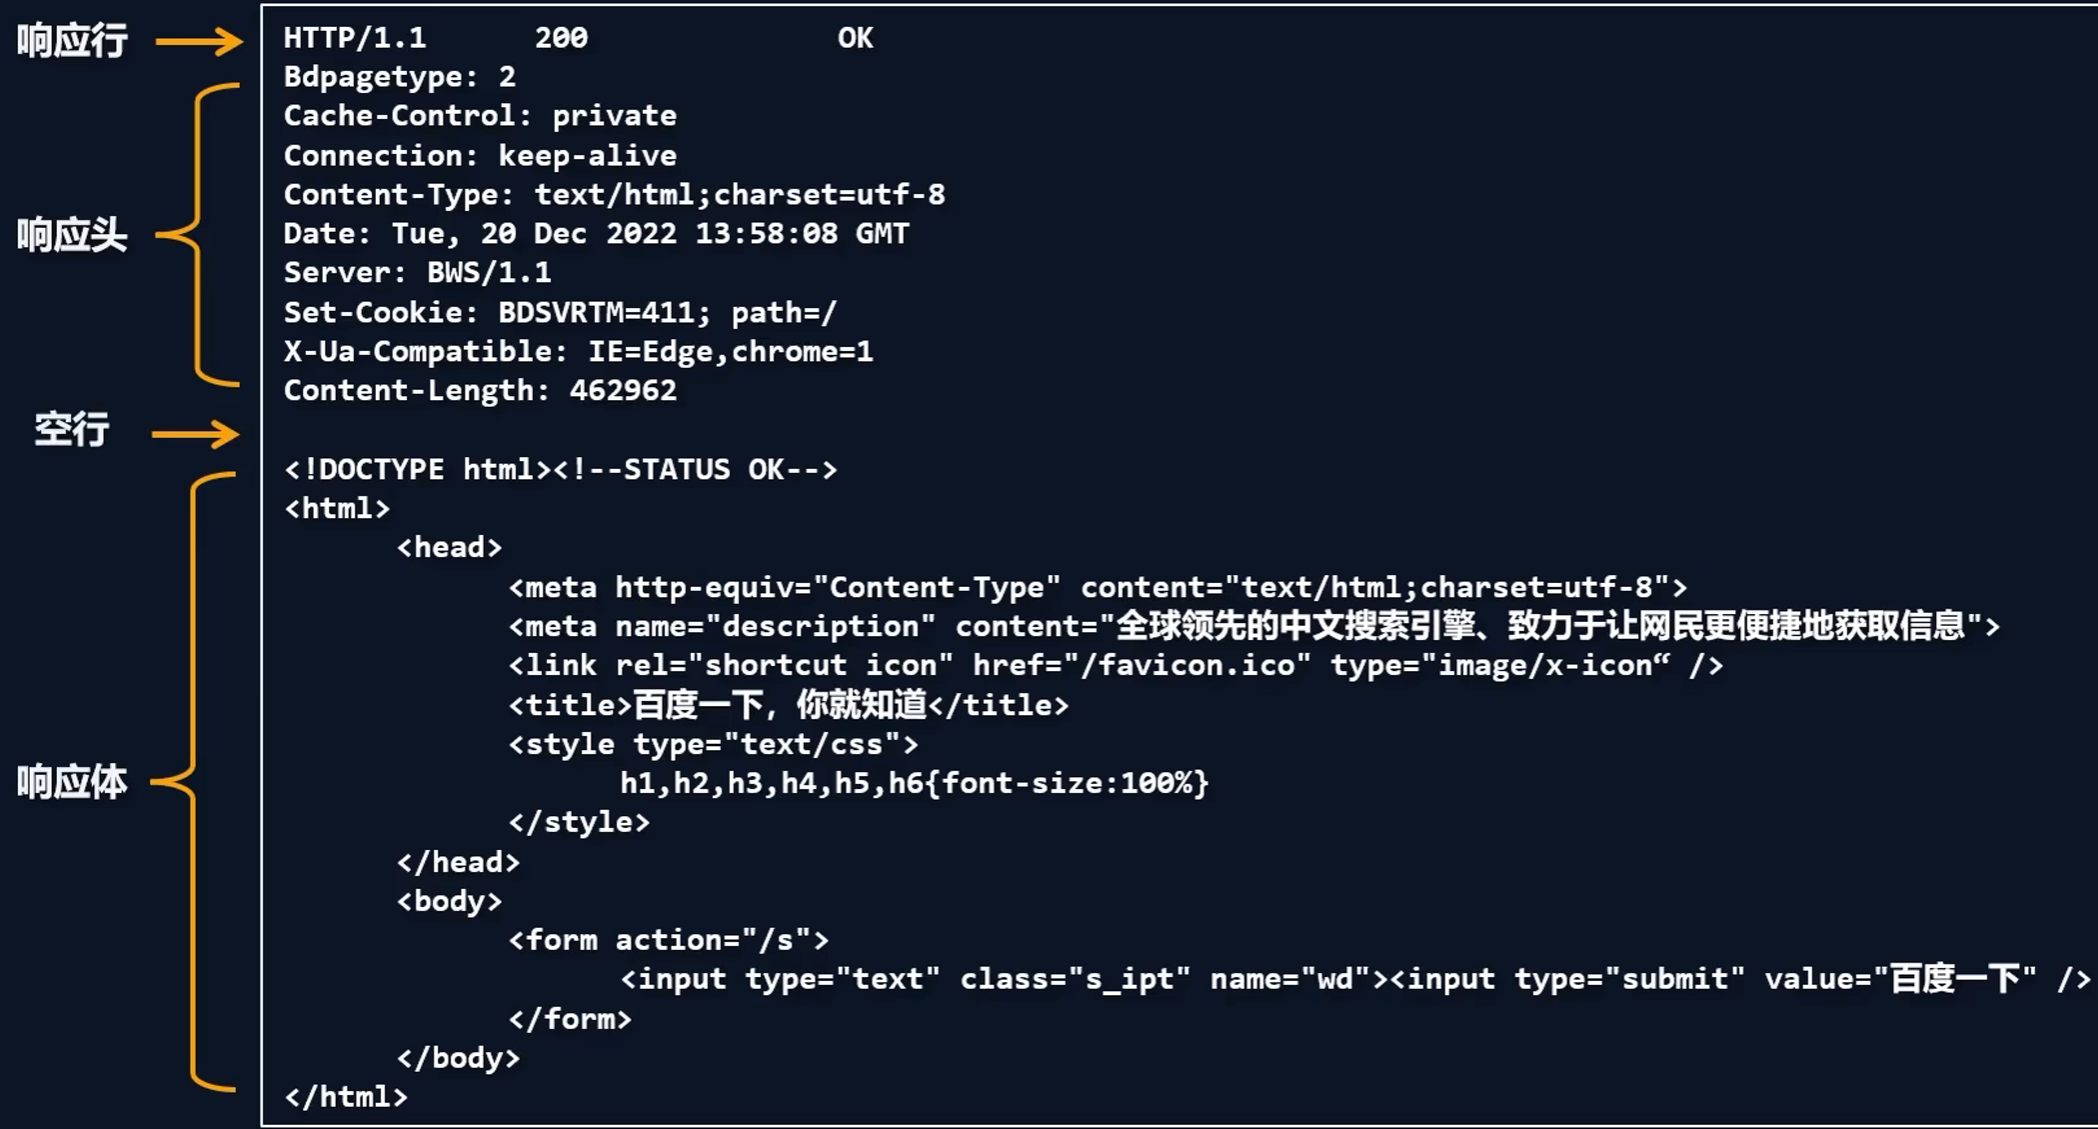 响应行
HTTP/1.1 200 OK
响应头
Bdpagetype: 2
Cache-Control: private
Connection: keep-alive
Content-Type: text/html;charset=utf-8
Date: Tue, 20 Dec 2022 13:58:08 GMT
Server: BWS/1.1
Set-Cookie: BDSVRTM=411; path=/
X-Ua-Compatible: IE=Edge,chrome=1
Content-Length: 462962
空行
响应体
<!DOCTYPE html><!--STATUS OK-->
<html>
<head>
<meta http-equiv="Content-Type" content="text/html;charset=utf-8">
<meta name="description" content="全球领先的中文搜索引擎、致力于让网民更便捷地获取信息">
<link rel="shortcut icon" href="/favicon.ico" type="image/x-icon“ />
<title>百度一下，你就知道</title>
<style type="text/css">
h1,h2,h3,h4,h5,h6{font-size:100%}
</style>
</head>
<body>
<form action="/s">
<input type="text" class="s_ipt" name="wd"><input type="submit" value="百度一下" />
</form>
</body>
</html>